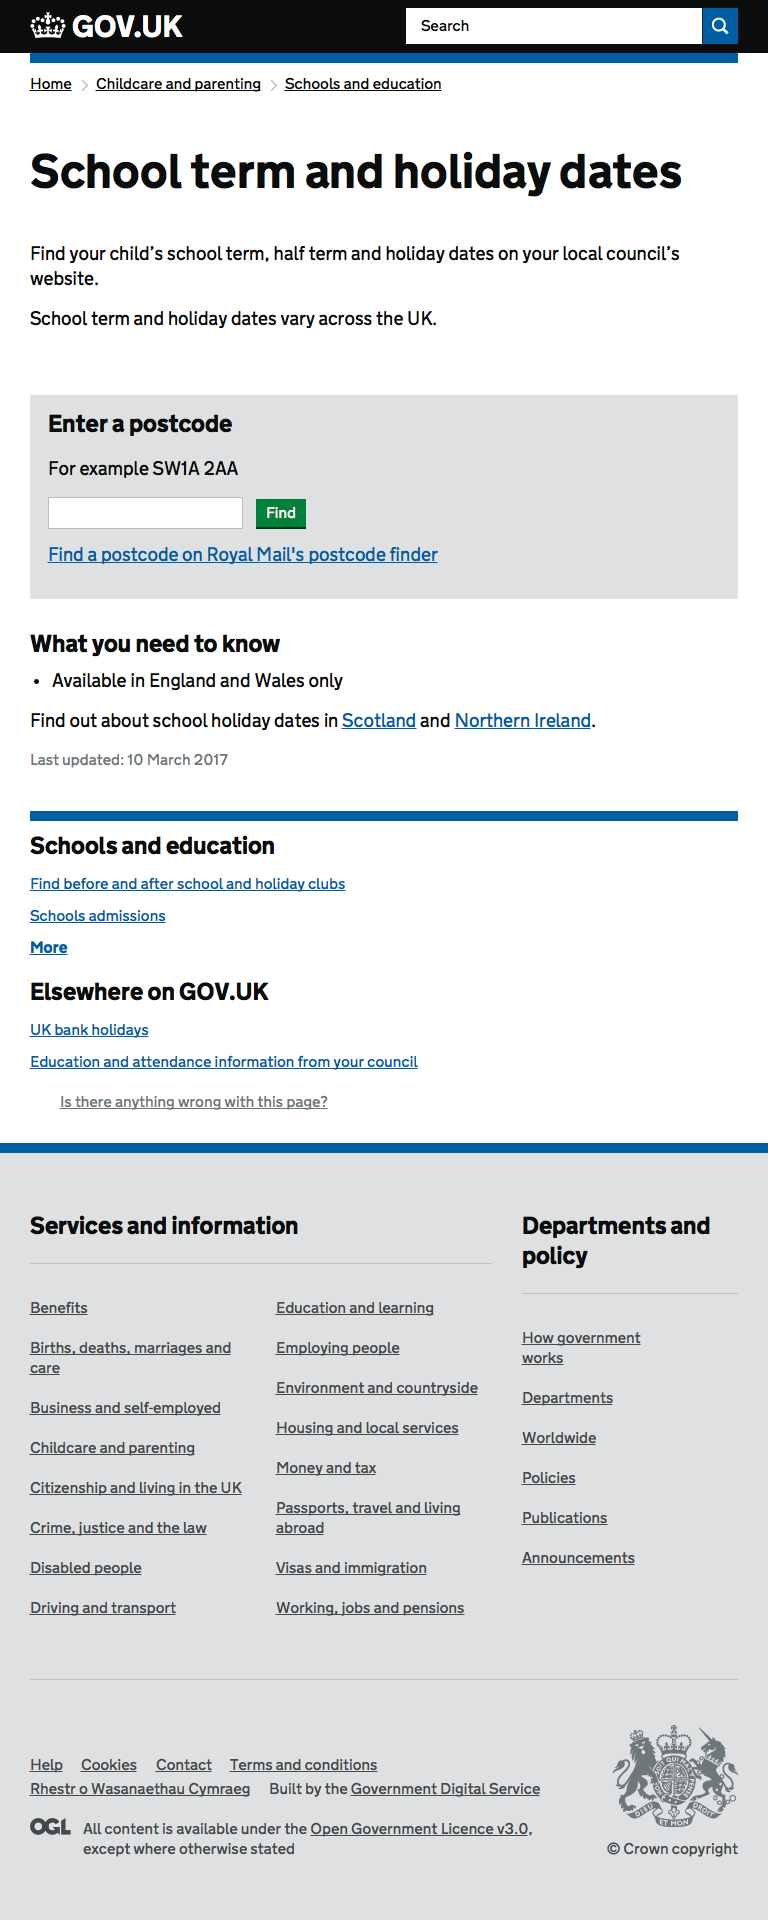 GOV.UK
Search
Home
Childcare and parenting
Schools and education
School term and holiday dates
Find your child’s school term, half term and holiday dates on your local council’s
website.
School term and holiday dates vary across the UK.
Enter a postcode
For example SW1A 2AA
Find
Find a postcode on Royal Mail's postcode finder
What you need to know
• Available in England and Wales only
Find out about school holiday dates in Scotland and Northern Ireland.
Last updated: 10 March 2017
Schools and education
Find before and after school and holiday clubs
Schools admissions
More
Elsewhere on GOV.UK
UK bank holidays
Education and attendance information from your council
Is there anything wrong with this page?
Services and information
Benefits
Births, deaths, marriages and
care
Business and self-employed
Childcare and parenting
Citizenship and living in the UK
Crime, justice and the law
Disabled people
Driving and transport
Education and learning
Employing people
Environment and countryside
Housing and local services
Money and tax
Passports, travel and living
abroad
Visas and immigration
Working, jobs and pensions
Departments and
policy
How government
works
Departments
Worldwide
Policies
Publications
Announcements
Help Cookies Contact Terms and conditions
Rhestr o Wasanaethau Cymraeg Built by the Government Digital Service
OGL
All content is available under the Open Government Licence v3.0,
except where otherwise stated
DIEU ET MON DROIT
© Crown copyright